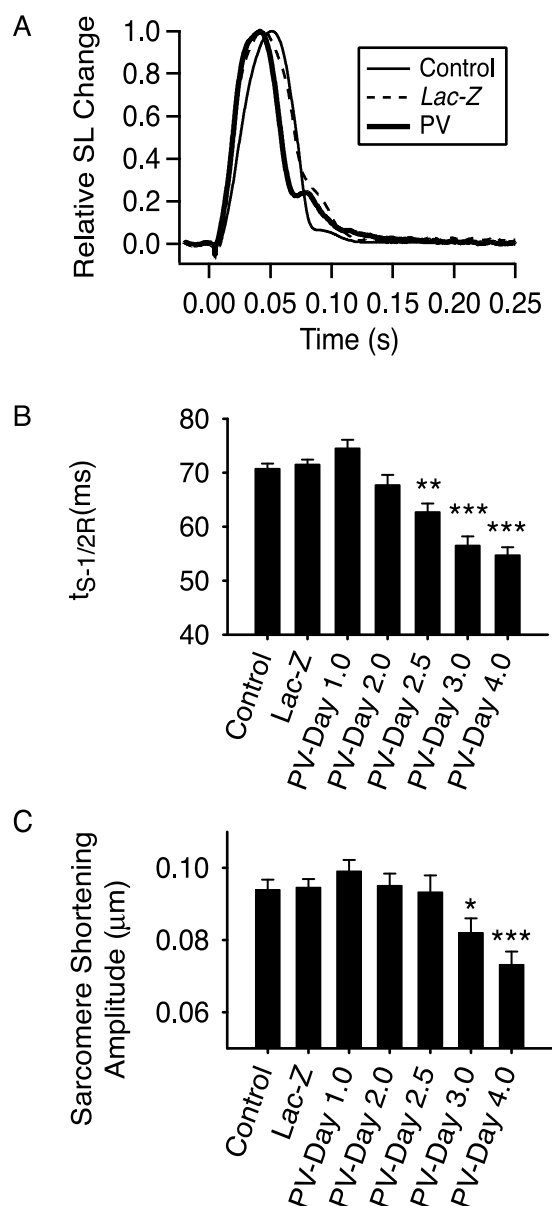 A
Relative SL Change
1.0
0.8
0.6
0.4
0.2
0.0
Control
Lac-Z
PV
0.00 0.05 0.10 0.15 0.20 0.25
Time (s)
B
tS-1/2R(ms)
80
70
60
50
40
**
***
***
Control
Lac-Z
PV-Day 1.0
PV-Day 2.0
PV-Day 2.5
PV-Day 3.0
PV-Day 4.0
C
Sarcomere Shortening
Amplitude (μm)
0.10
0.08
0.06
*
***
Control
Lac-Z
PV-Day 1.0
PV-Day 2.0
PV-Day 2.5
PV-Day 3.0
PV-Day 4.0